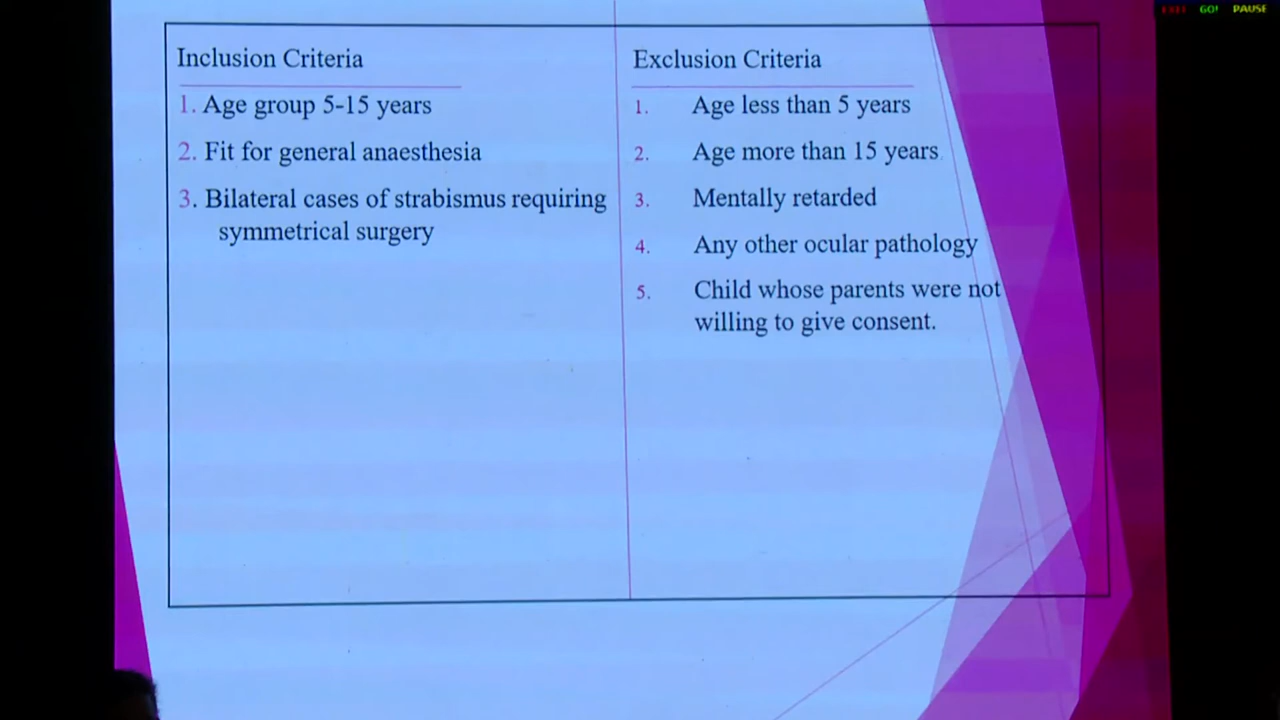 EXIT GO! PAUSE
Inclusion Criteria
1. Age group 5-15 years
2. Fit for general anaesthesia
3. Bilateral cases of strabismus requiring
symmetrical surgery
Exclusion Criteria
1. Age less than 5 years
2. Age more than 15 years.
3. Mentally retarded
4. Any other ocular pathology
5. Child whose parents were not
willing to give consent.